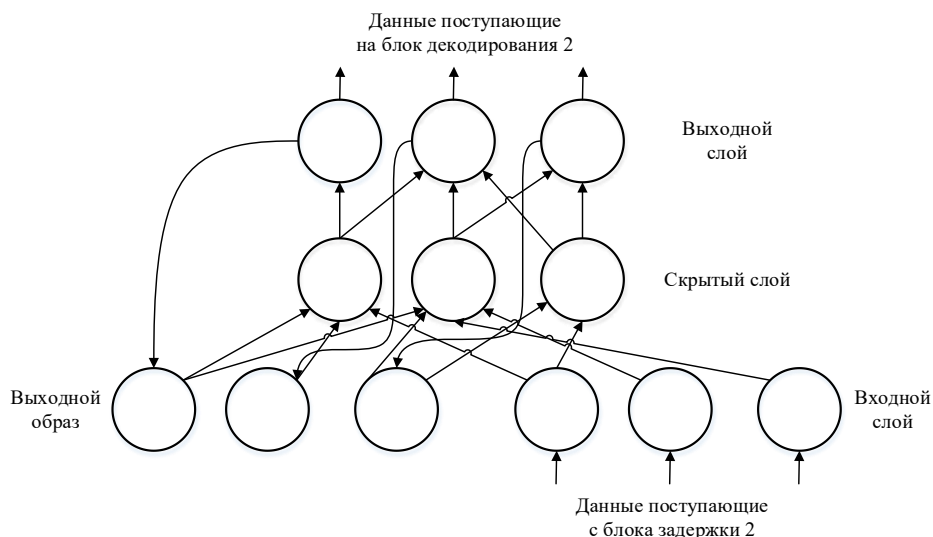 Данные поступающие
на блок декодирования 2
Выходной
слой
Скрытый слой
Выходной
образ
Входной
слой
Данные поступающие
с блока задержки 2